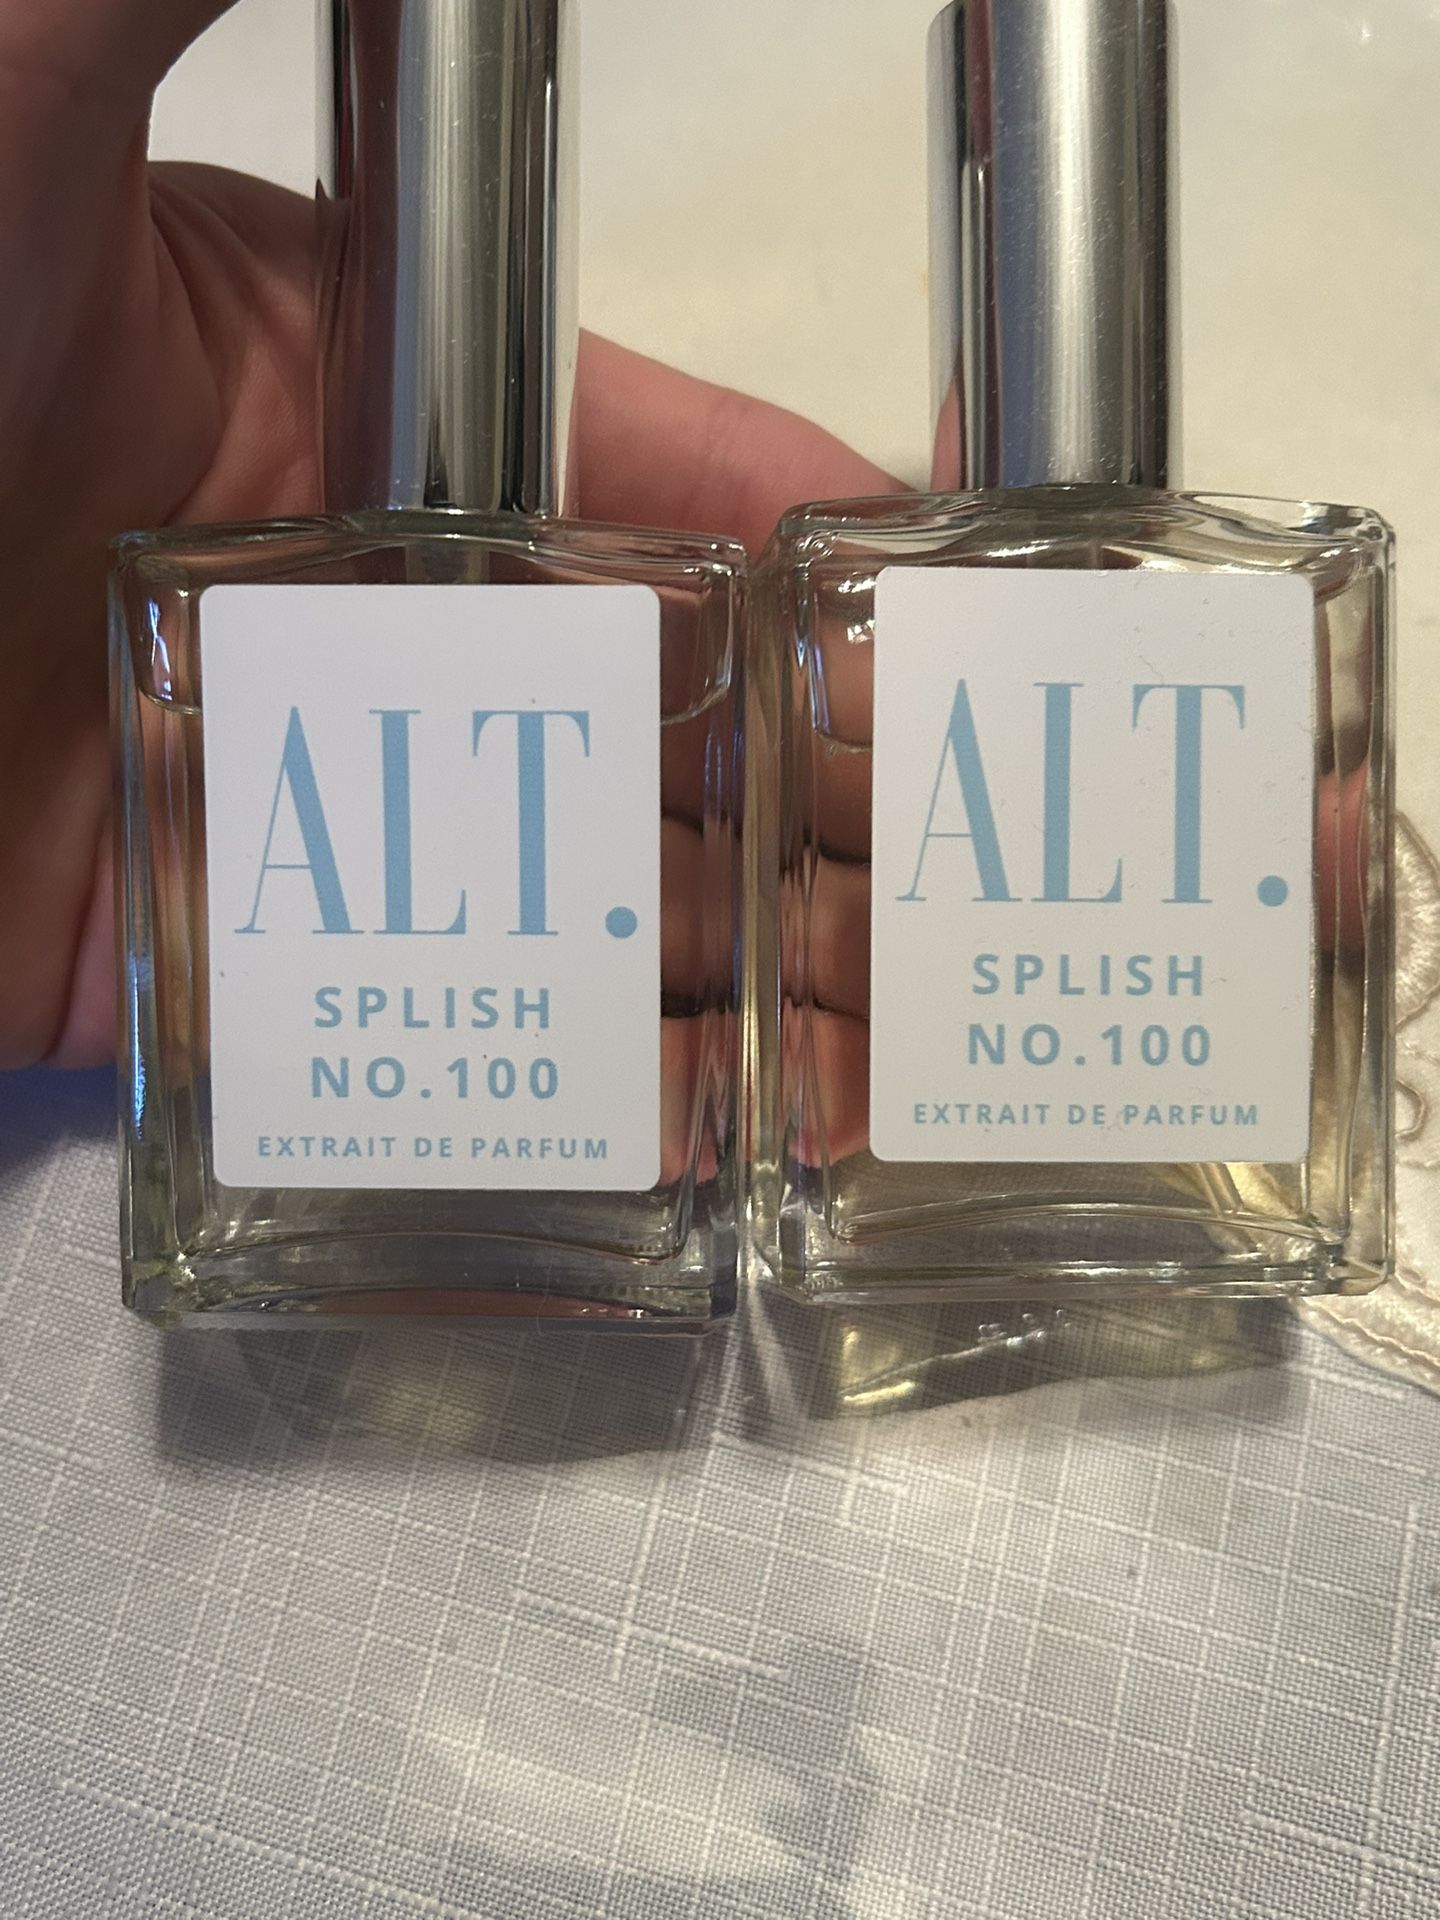 ALT.
SPLISH
NO.100
EXTRAIT DE PARFUM
ALT.
SPLISH
NO.100
EXTRAIT DE PARFUM